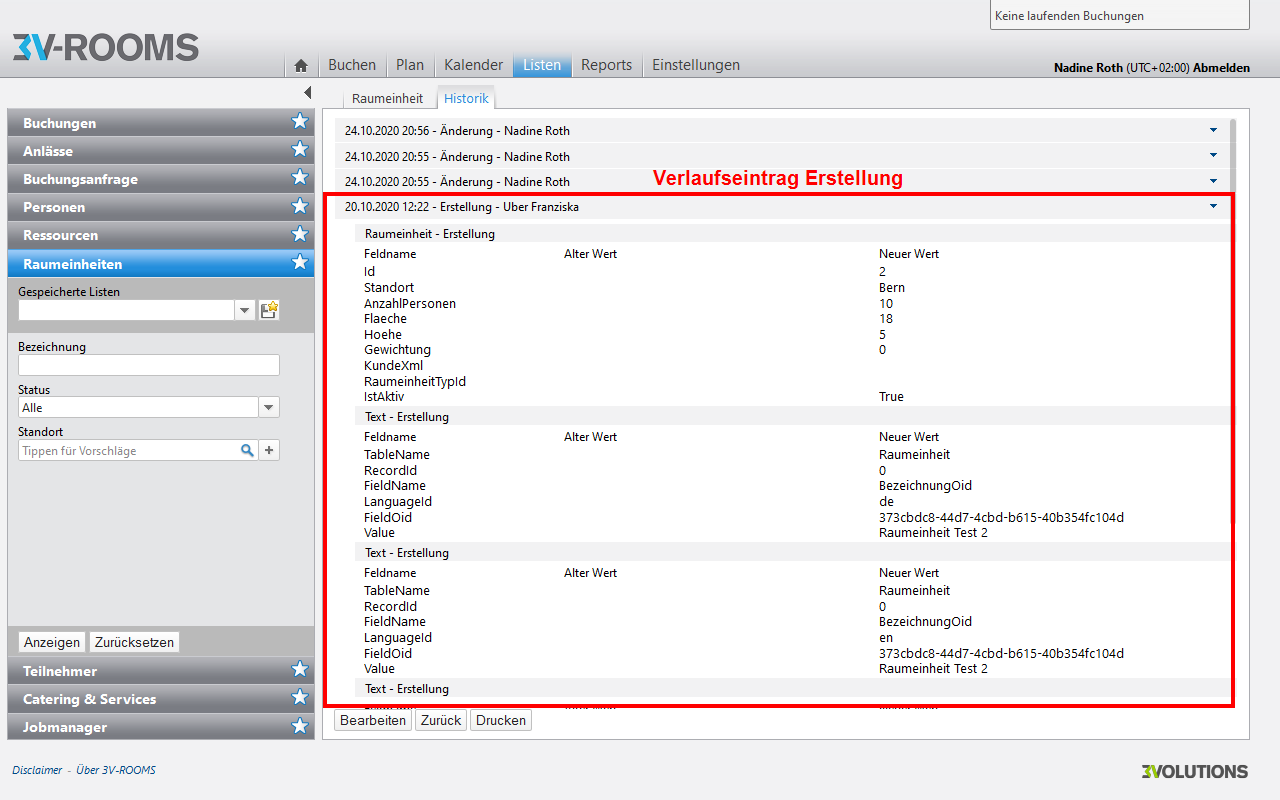 Keine laufenden Buchungen
3V-ROOMS
Buchen Plan Kalender Listen Reports Einstellungen
Nadine Roth (UTC+02:00) Abmelden
Raumeinheit Historik
Buchungen
Anlässe
Buchungsanfrage
Personen
Ressourcen
Raumeinheiten
Gespeicherte Listen
Bezeichnung
Status
Alle
Standort
Tippen für Vorschläge
Anzeigen Zurücksetzen
Teilnehmer
Catering & Services
Jobmanager
24.10.2020 20:56 - Änderung - Nadine Roth
24.10.2020 20:55 - Änderung - Nadine Roth
24.10.2020 20:55 - Änderung - Nadine Roth
Verlaufseintrag Erstellung
20.10.2020 12:22 - Erstellung - Uber Franziska
Raumeinheit - Erstellung
Feldname Alter Wert Neuer Wert
Id 2
Standort Bern
AnzahlPersonen 10
Flaeche 18
Hoehe 5
Gewichtung 0
KundeXml
RaumeinheitTypId
IstAktiv True
Text - Erstellung
Feldname Alter Wert Neuer Wert
TableName Raumeinheit
RecordId 0
FieldName BezeichnungOid
LanguageId de
FieldOid 373cbdc8-44d7-4cbd-b615-40b354fc104d
Value Raumeinheit Test 2
Text - Erstellung
Feldname Alter Wert Neuer Wert
TableName Raumeinheit
RecordId 0
FieldName BezeichnungOid
LanguageId en
FieldOid 373cbdc8-44d7-4cbd-b615-40b354fc104d
Value Raumeinheit Test 2
Text - Erstellung
Bearbeiten Zurück Drucken
Disclaimer - Über 3V-ROOMS
3VOLUTIONS